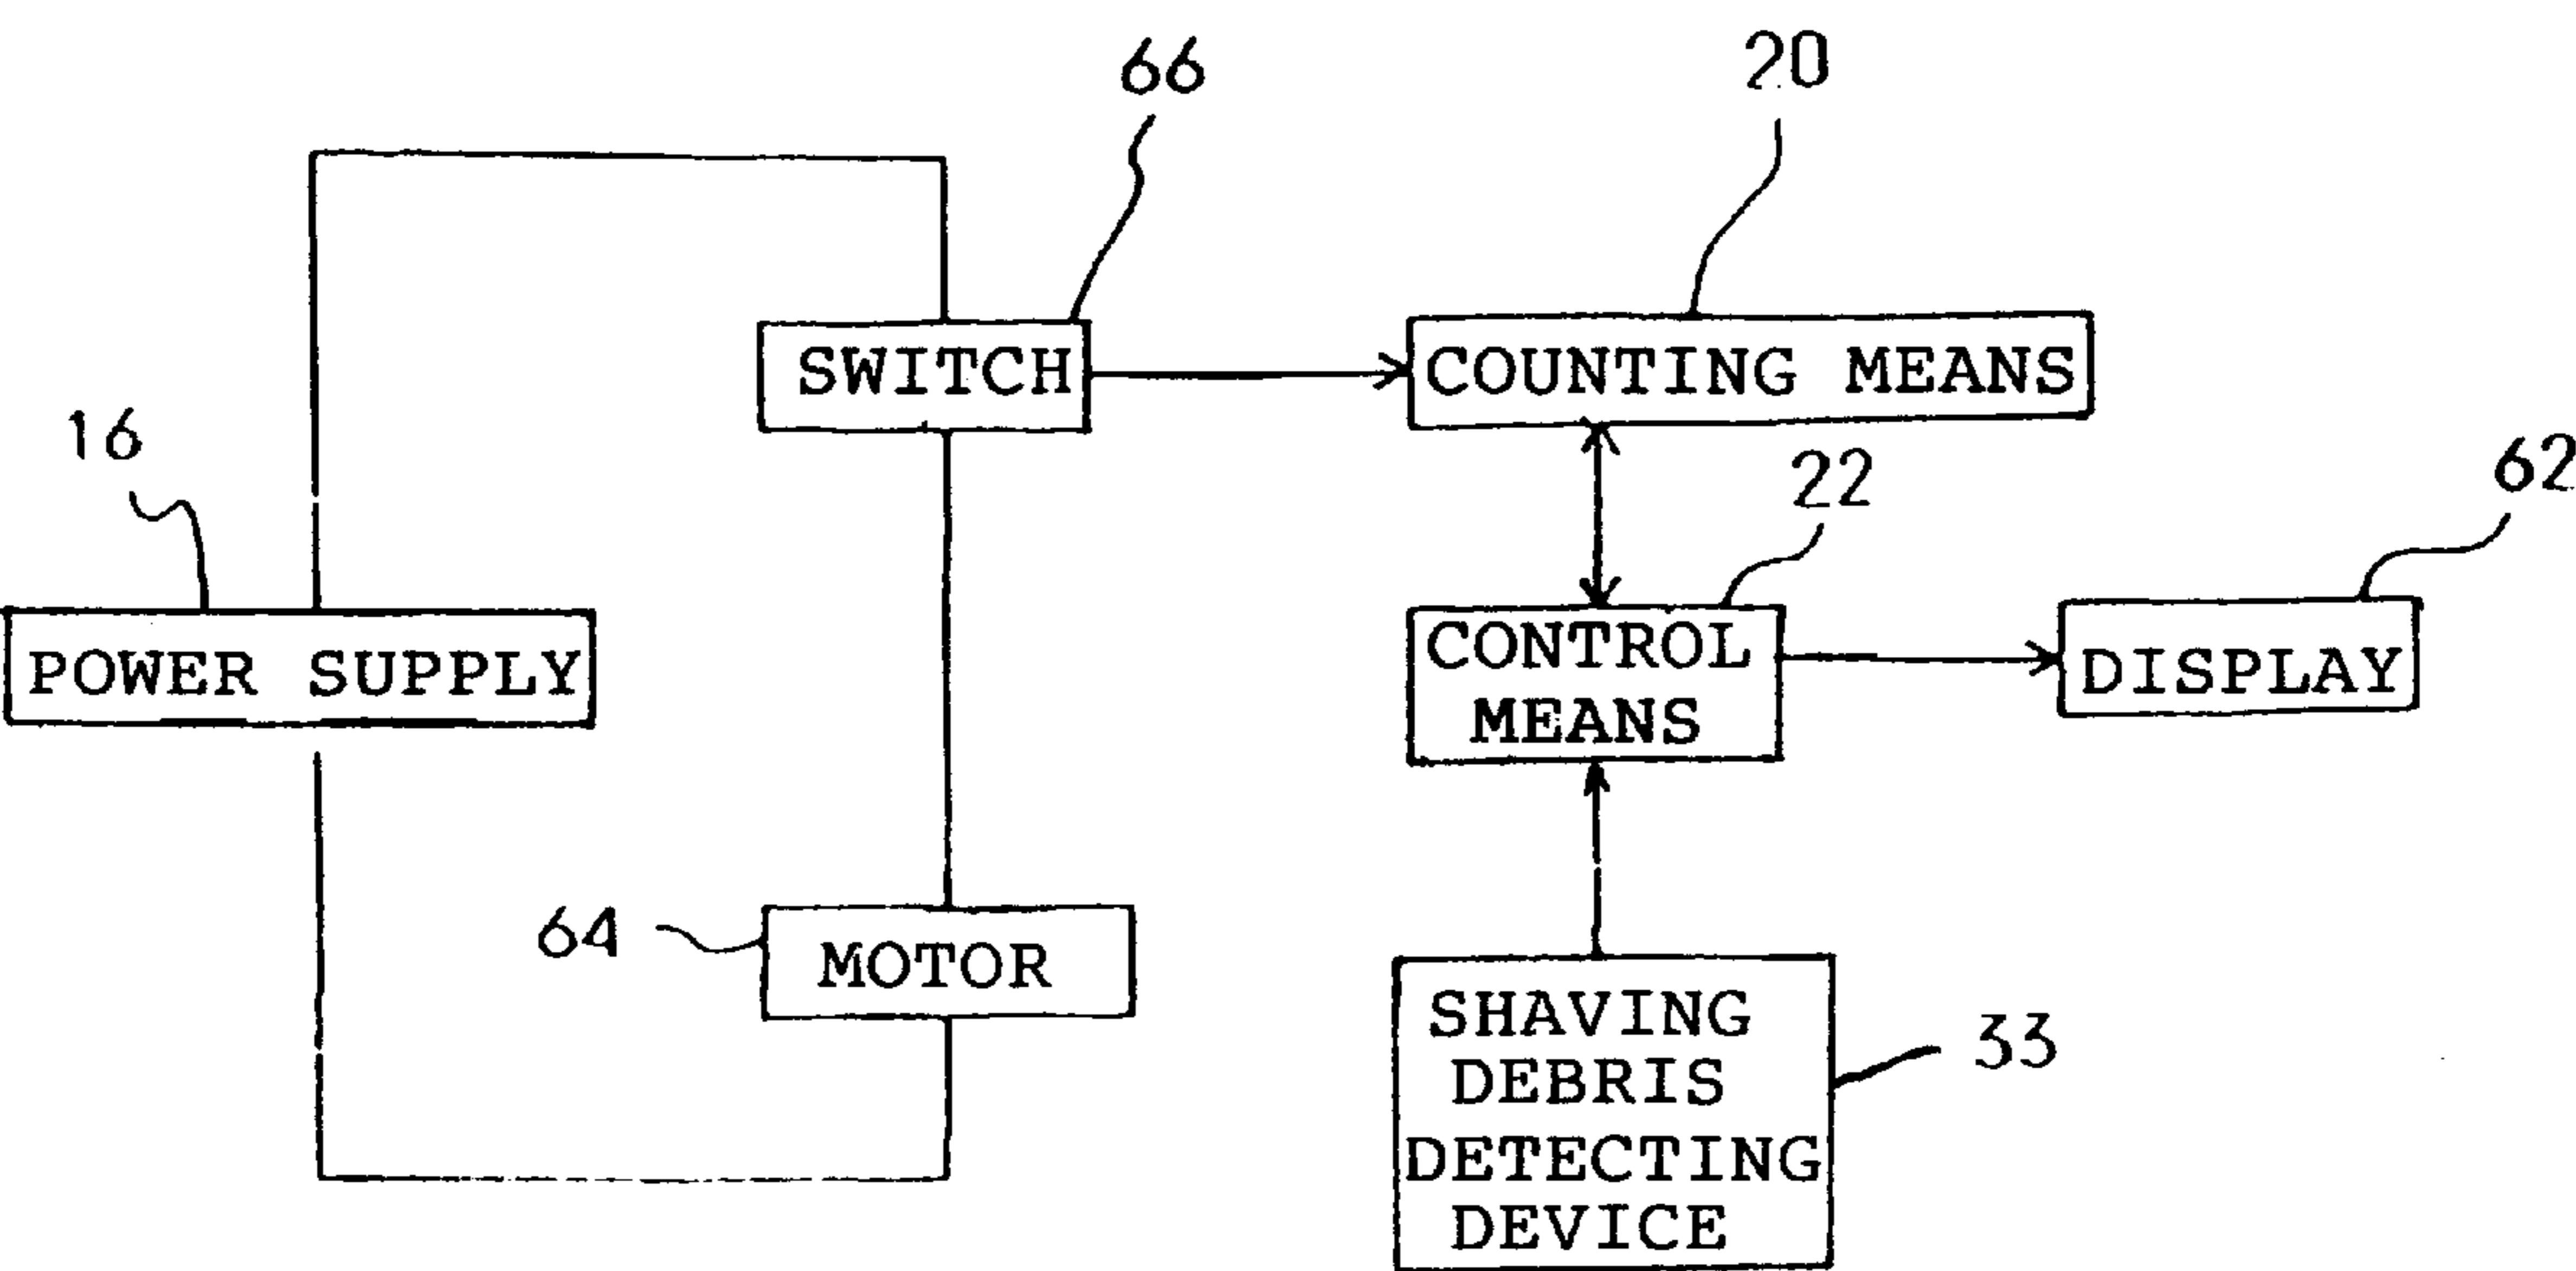 66
20
SWITCH
COUNTING MEANS
16
22
62
POWER SUPPLY
CONTROL
MEANS
DISPLAY
64
MOTOR
SHAVING
DEBRIS
DETECTING
DEVICE
33